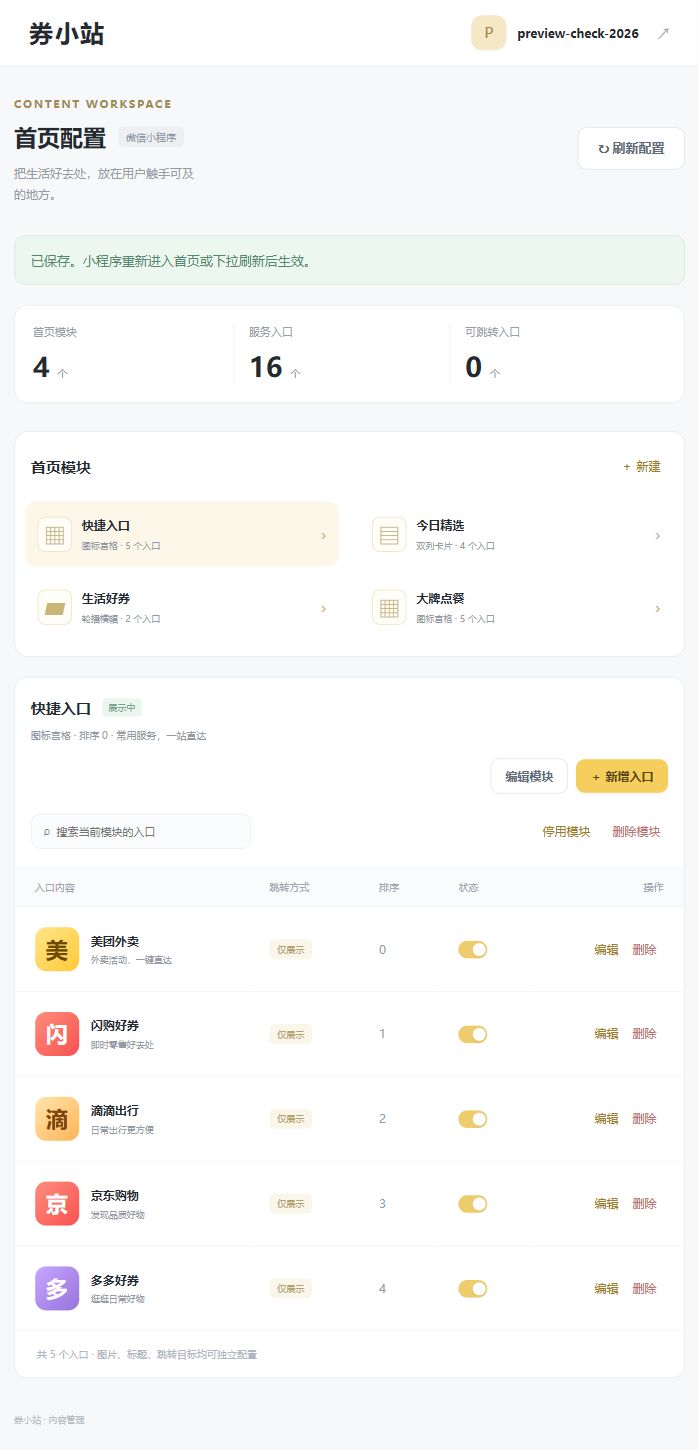 券小站
P preview-check-2026 ↗
CONTENT WORKSPACE
首页配置 微信小程序
把生活好去处，放在用户触手可及
的地方。
↻ 刷新配置
已保存。小程序重新进入首页或下拉刷新后生效。
首页模块 服务入口 可跳转入口
4 个 16 个 0 个
首页模块 + 新建
快捷入口
图标宫格 · 5 个入口 ›
今日精选
双列卡片 · 4 个入口 ›
生活好券
轮播横幅 · 2 个入口 ›
大牌点餐
图标宫格 · 5 个入口 ›
快捷入口 展示中
图标宫格 · 排序 0 · 常用服务，一站直达
编辑模块 + 新增入口
⌕ 搜索当前模块的入口 停用模块 删除模块
入口内容 跳转方式 排序 状态 操作
美 美团外卖 仅展示 0 编辑 删除
外卖活动，一键直达
闪 闪购好券 仅展示 1 编辑 删除
即时零售好去处
滴 滴滴出行 仅展示 2 编辑 删除
日常出行更方便
京 京东购物 仅展示 3 编辑 删除
发现品质好物
多 多多好券 仅展示 4 编辑 删除
逛逛日常好物
共 5 个入口 · 图片、标题、跳转目标均可独立配置
券小站 · 内容管理